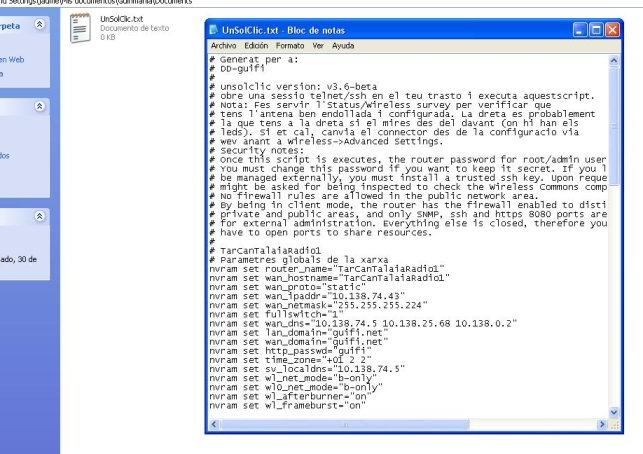 nd Settings\jaume\Mis documentos\guifimania\Documents
rpeta
en Web
a
dos
ado, 30 de
UnSolClic.txt
Documento de texto
0 KB
UnSolClic.txt - Bloc de notas
Archivo Edición Formato Ver Ayuda
# Generat per a:
# DD-guifi
#
# unsolclic version: v3.6-beta
# obre una sessio telnet/ssh en el teu trasto i executa aquestscript.
# Nota: Fes servir l'Status/Wireless survey per verificar que
# tens l'antena ben endollada i configurada. La dreta es probablement
# la que tens a la dreta si el mires des del davant (on hi han els
# leds). Si et cal, canvia el connector des de la configuracio via
# wev anant a Wireless->Advanced Settings.
# Security notes:
# Once this script is executes, the router password for root/admin user
# You must change this password if you want to keep it secret. If you l
# be managed externally, you must install a trusted ssh key. Upon reque
# might be asked for being inspected to check the Wireless Commons comp
# No firewall rules are allowed in the public network area.
# By being in client mode, the router has the firewall enabled to disti
# private and public areas, and only SNMP, ssh and https 8080 ports are
# for external administration. Everything else is closed, therefore you
# have to open ports to share resources.
#
# TarCanTalaiaRadio1
# Parametres globals de la xarxa
nvram set router_name="TarCanTalaiaRadio1"
nvram set wan_hostname="TarCanTalaiaRadio1"
nvram set wan_proto="static"
nvram set wan_ipaddr="10.138.74.43"
nvram set wan_netmask="255.255.255.224"
nvram set fullswitch="1"
nvram set wan_dns="10.138.74.5 10.138.25.68 10.138.0.2"
nvram set lan_domain="guifi.net"
nvram set wan_domain="guifi.net"
nvram set http_passwd="guifi"
nvram set time_zone="+01 2 2"
nvram set sv_localdns="10.138.74.5"
nvram set wl_net_mode="b-only"
nvram set wl0_net_mode="b-only"
nvram set wl_afterburner="on"
nvram set wl_frameburst="on"